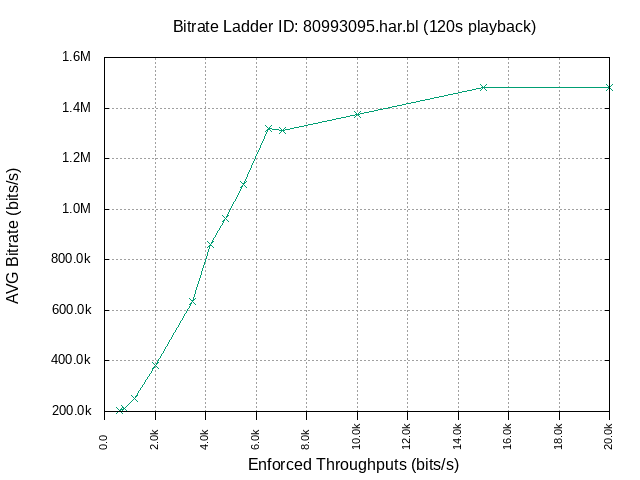 Bitrate Ladder ID: 80993095.har.bl (120s playback)
1.6M
1.4M
1.2M
1.0M
800.0k
600.0k
400.0k
200.0k
AVG Bitrate (bits/s)
0.0
2.0k
4.0k
6.0k
8.0k
10.0k
12.0k
14.0k
16.0k
18.0k
20.0k
Enforced Throughputs (bits/s)